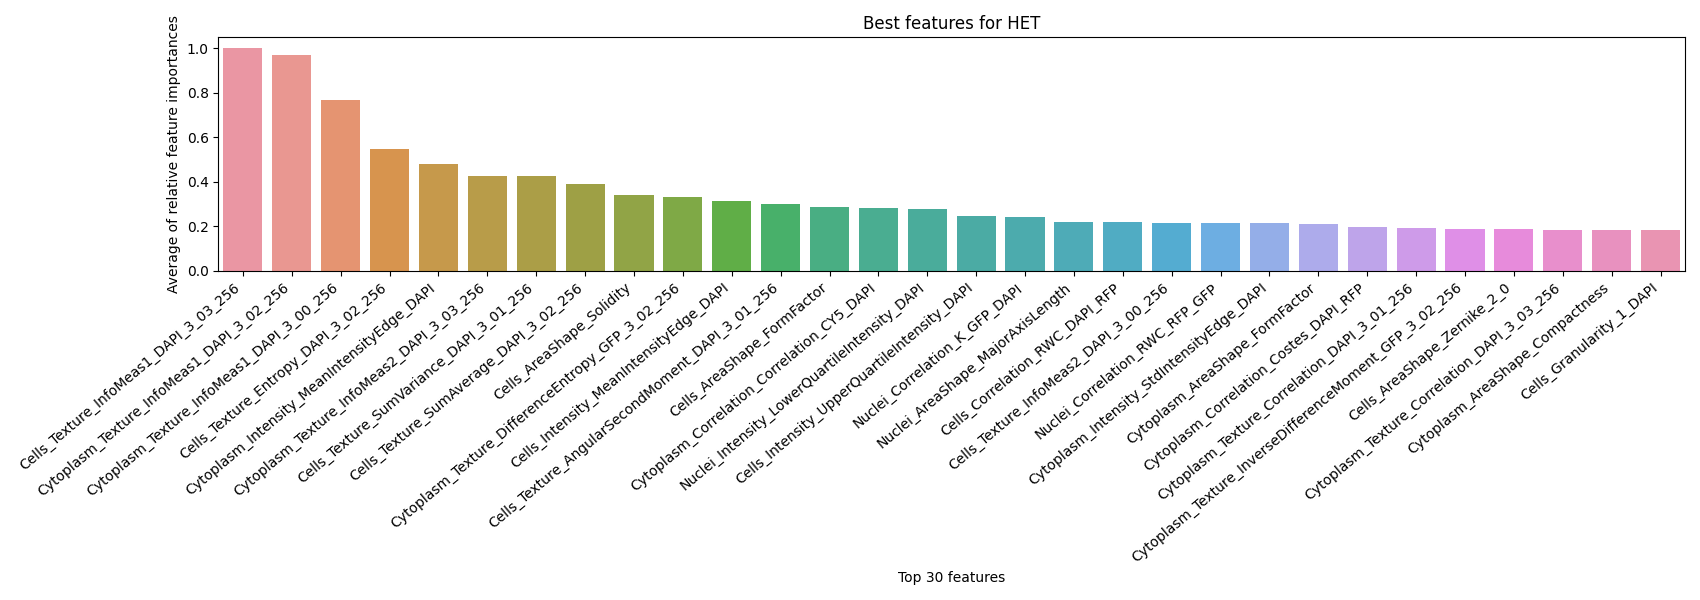 Best features for HET
Average of relative feature importances
1.0
0.8
0.6
0.4
0.2
0.0
Cells_Texture_InfoMeas1_DAPI_3_03_256
Cytoplasm_Texture_InfoMeas1_DAPI_3_02_256
Cytoplasm_Texture_InfoMeas1_DAPI_3_00_256
Cells_Texture_Entropy_DAPI_3_02_256
Cytoplasm_Intensity_MeanIntensityEdge_DAPI
Cytoplasm_Texture_InfoMeas2_DAPI_3_03_256
Cells_Texture_SumVariance_DAPI_3_01_256
Cells_Texture_SumAverage_DAPI_3_02_256
Cells_AreaShape_Solidity
Cytoplasm_Texture_DifferenceEntropy_GFP_3_02_256
Cells_Intensity_MeanIntensityEdge_DAPI
Cells_Texture_AngularSecondMoment_DAPI_3_01_256
Cells_AreaShape_FormFactor
Cytoplasm_Correlation_Correlation_CY5_DAPI
Nuclei_Intensity_LowerQuartileIntensity_DAPI
Cells_Intensity_UpperQuartileIntensity_DAPI
Nuclei_Correlation_K_GFP_DAPI
Nuclei_AreaShape_MajorAxisLength
Cells_Correlation_RWC_DAPI_RFP
Cells_Texture_InfoMeas2_DAPI_3_00_256
Nuclei_Correlation_RWC_RFP_GFP
Cytoplasm_Intensity_StdIntensityEdge_DAPI
Cytoplasm_AreaShape_FormFactor
Cytoplasm_Correlation_Costes_DAPI_RFP
Cytoplasm_Texture_Correlation_DAPI_3_01_256
Cytoplasm_Texture_InverseDifferenceMoment_GFP_3_02_256
Cells_AreaShape_Zernike_2_0
Cytoplasm_Texture_Correlation_DAPI_3_03_256
Cytoplasm_AreaShape_Compactness
Cells_Granularity_1_DAPI
Top 30 features